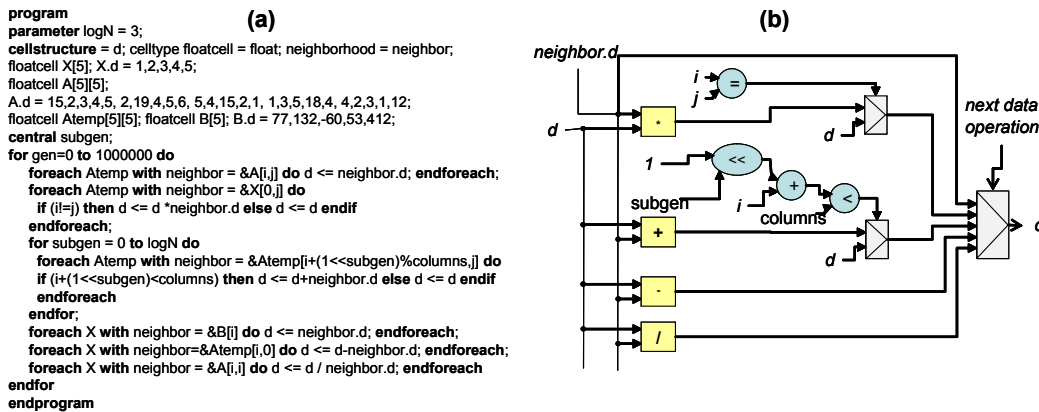 (a)
program
parameter logN = 3;
cellstructure = d; celltype floatcell = float; neighborhood = neighbor;
floatcell X[5]; X.d = 1,2,3,4,5;
floatcell A[5][5];
A.d = 15,2,3,4,5, 2,19,4,5,6, 5,4,15,2,1, 1,3,5,18,4, 4,2,3,1,12;
floatcell Atemp[5][5]; floatcell B[5]; B.d = 77,132,-60,53,412;
central subgen;
for gen=0 to 1000000 do
foreach Atemp with neighbor = &A[i,j] do d <= neighbor.d; endforeach;
foreach Atemp with neighbor = &X[0,j] do
if (i!=j) then d <= d *neighbor.d else d <= d endif
endforeach;
for subgen = 0 to logN do
foreach Atemp with neighbor = &Atemp[i+(1<<subgen)%columns,j] do
if (i+(1<<subgen)<columns) then d <= d+neighbor.d else d <= d endif
endforeach
endfor;
foreach X with neighbor = &B[i] do d <= neighbor.d; endforeach;
foreach X with neighbor=&Atemp[i,0] do d <= d-neighbor.d; endforeach;
foreach X with neighbor = &A[i,i] do d <= d / neighbor.d; endforeach
endfor
endprogram
(b)
neighbor.d
i
=
j
next data
operation
*
d
d
1
<<
+
subgen
i
columns
<
+
d
d
-
/